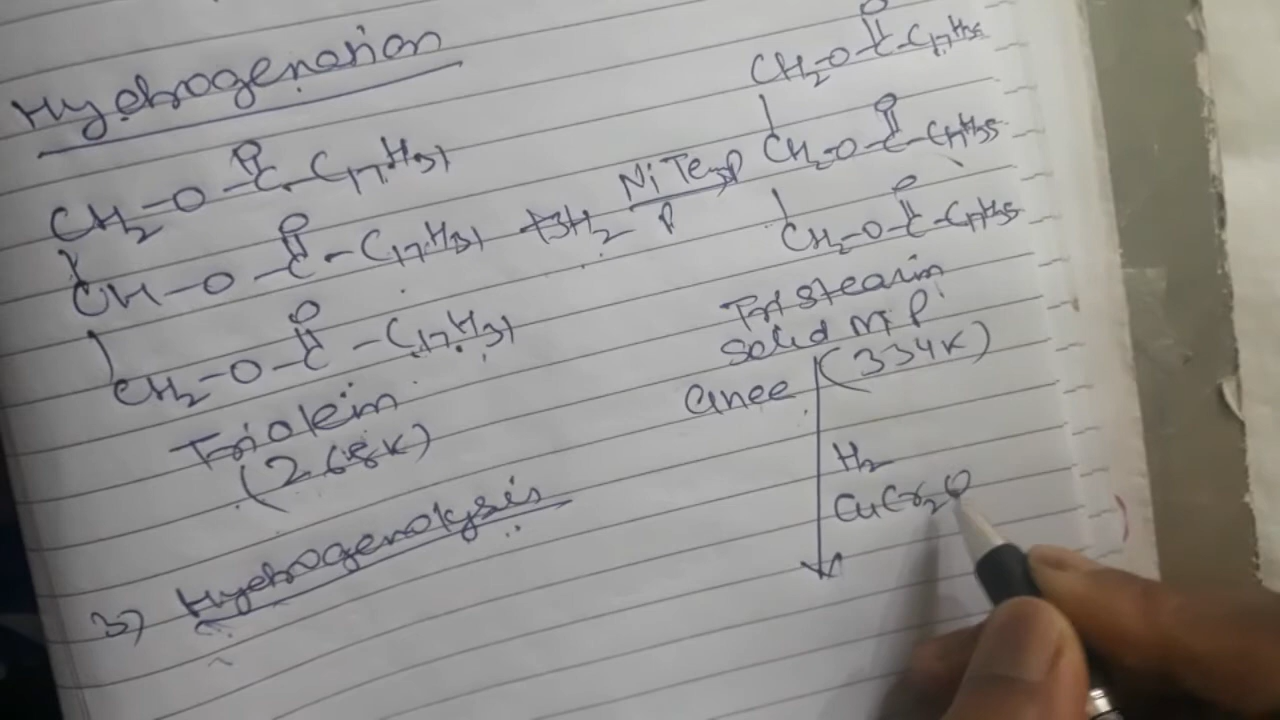 Hydrogenation
CH2-O-C-C17H31
O
CH-O-C-C17H31 +3H2
O
CH2-O-C-C17H31
O
Triolein
(268K)
Ni Temp
P
O
CH2-O-C-C17H35
O
CH2-O-C-C17H35
O
CH2-O-C-C17H35
Tristearin
Solid M.P.
(334K)
H2
CuCr2O
3) Hydrogenolysis